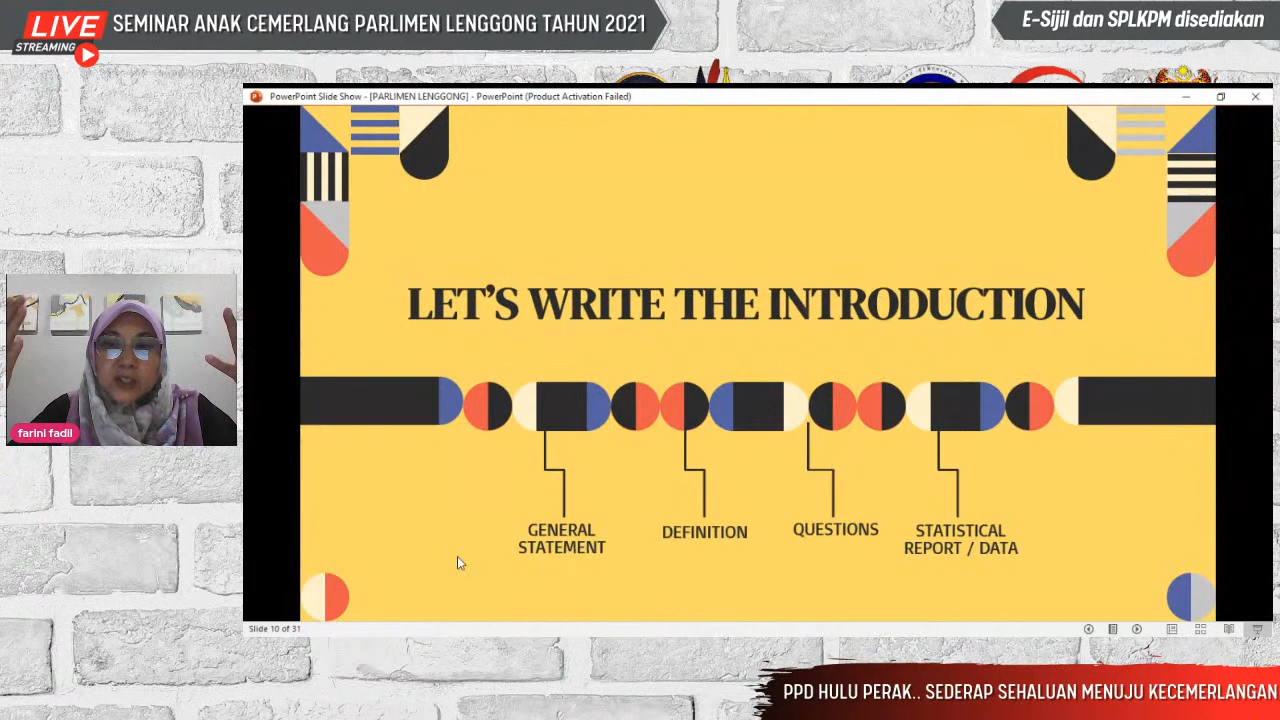 LIVE
STREAMING
SEMINAR ANAK CEMERLANG PARLIMEN LENGGONG TAHUN 2021
E-Sijil dan SPLKPM disediakan
PowerPoint Slide Show - [PARLIMEN LENGGONG] - PowerPoint (Product Activation Failed)
LET'S WRITE THE INTRODUCTION
GENERAL
STATEMENT
DEFINITION
QUESTIONS
STATISTICAL
REPORT / DATA
farini fadil
Slide 10 of 31
PPD HULU PERAK.. SEDERAP SEHALUAN MENUJU KECEMERLANGAN